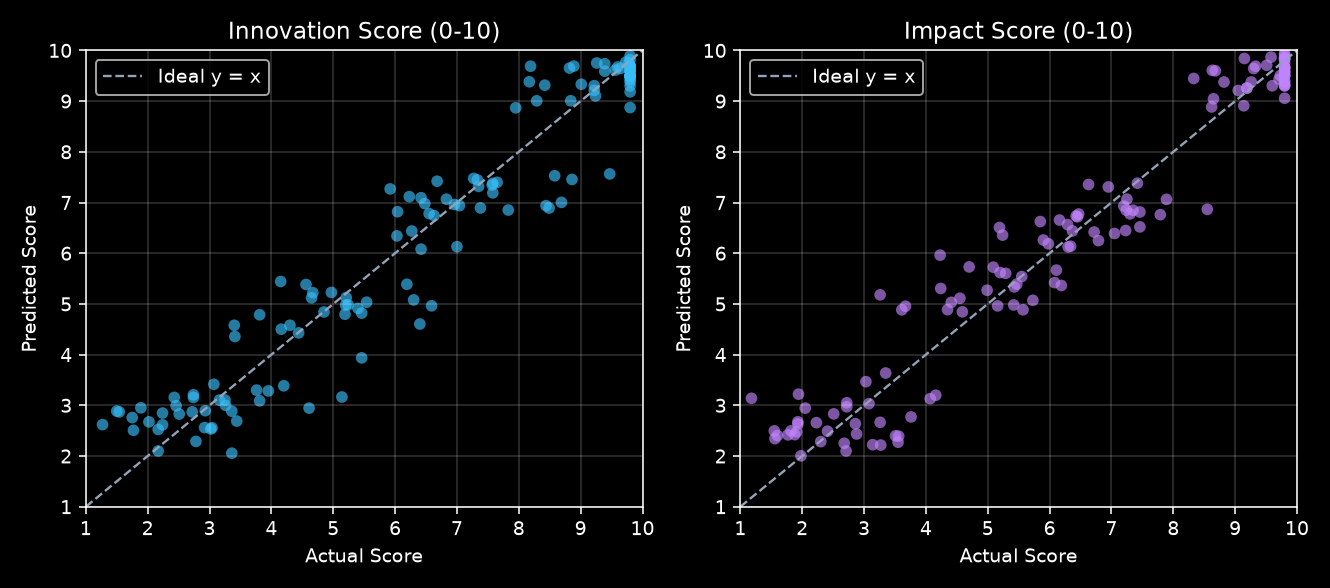 Innovation Score (0-10)
Ideal y = x
10
9
8
7
6
5
4
3
2
1
Predicted Score
1 2 3 4 5 6 7 8 9 10
Actual Score
Impact Score (0-10)
Ideal y = x
10
9
8
7
6
5
4
3
2
1
Predicted Score
1 2 3 4 5 6 7 8 9 10
Actual Score